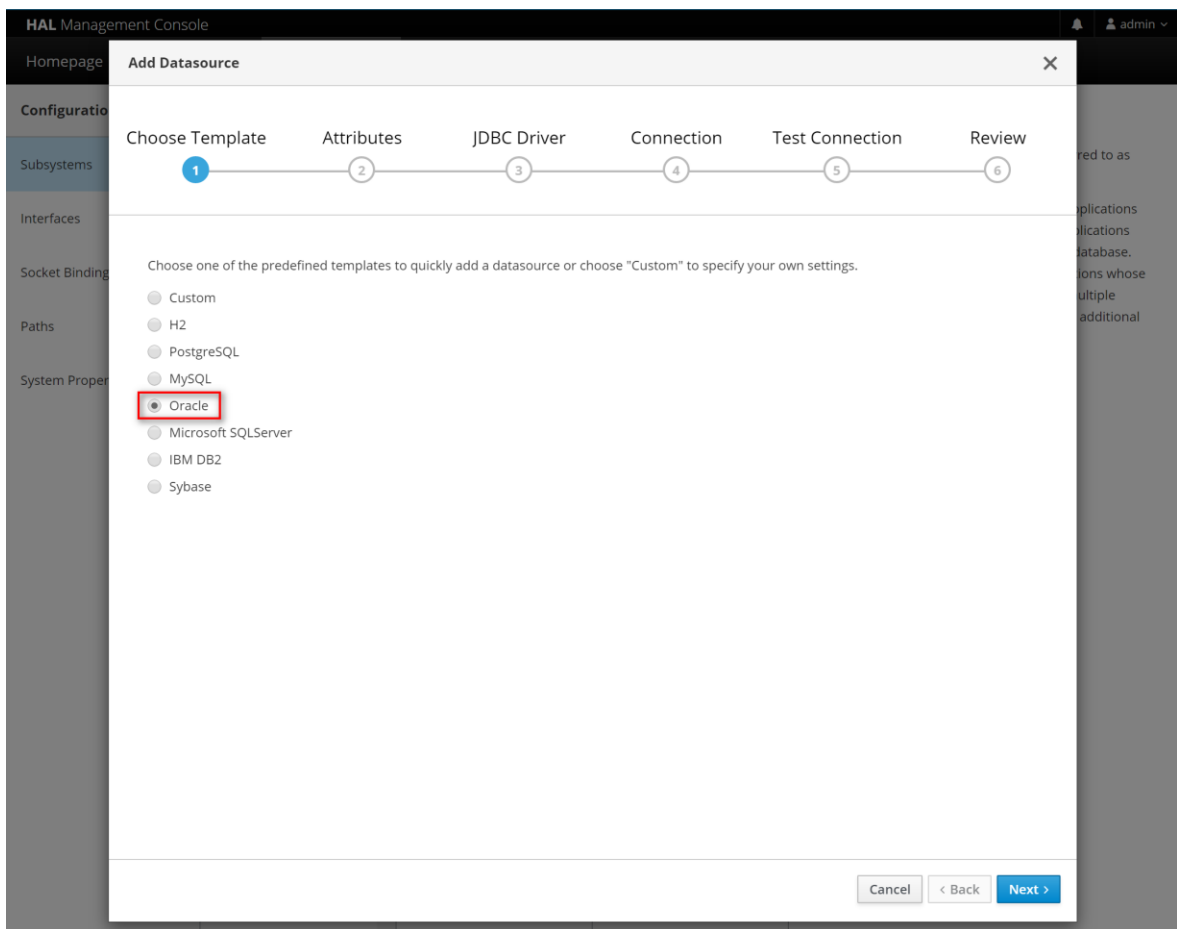 HAL Management Console
admin
Homepage
Add Datasource
Configuratio
Choose Template Attributes JDBC Driver Connection Test Connection Review
1 2 3 4 5 6
Subsystems
red to as
Interfaces
pplications
plications
database.
Socket Binding
ions whose
ultiple
Paths
additional
System Proper
Choose one of the predefined templates to quickly add a datasource or choose "Custom" to specify your own settings.
Custom
H2
PostgreSQL
MySQL
Oracle
Microsoft SQLServer
IBM DB2
Sybase
Cancel < Back Next >